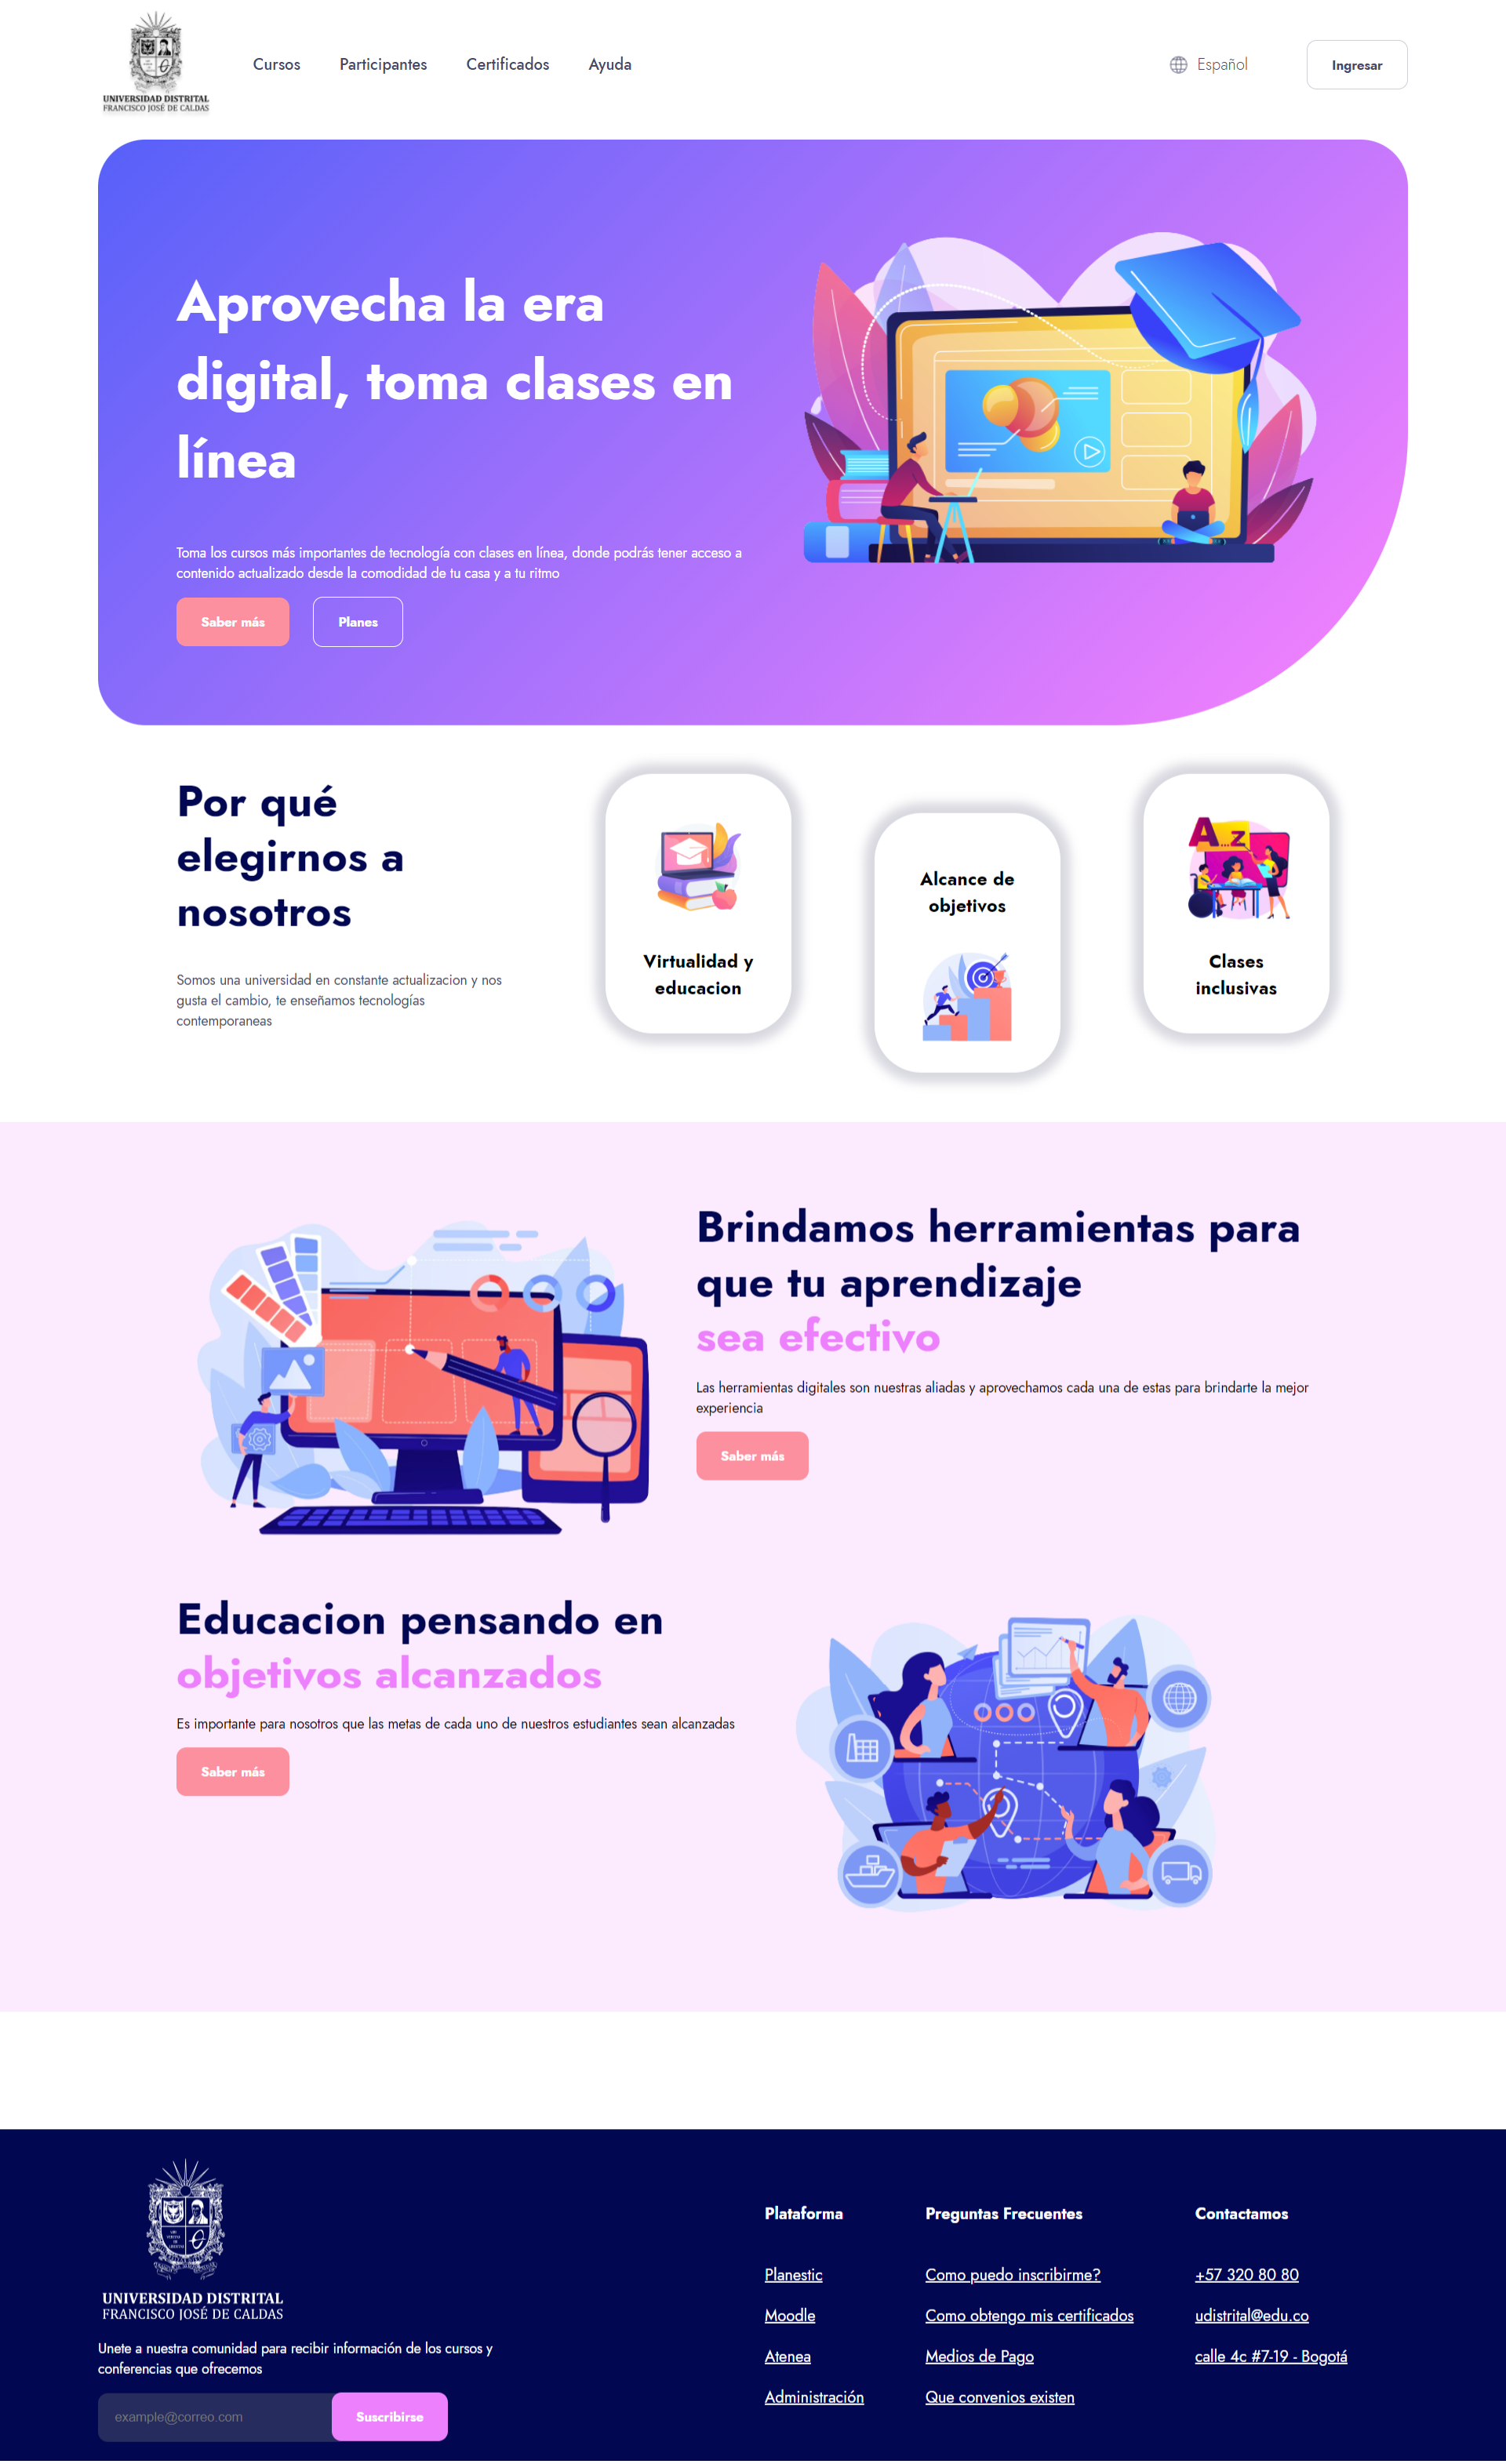 UNIVERSIDAD DISTRITAL
FRANCISCO JOSÉ DE CALDAS
Cursos
Participantes
Certificados
Ayuda
Español
Ingresar
Aprovecha la era
digital, toma clases en
línea
Toma los cursos más importantes de tecnología con clases en línea, donde podrás tener acceso a
contenido actualizado desde la comodidad de tu casa y a tu ritmo
Saber más
Planes
Por qué
elegirnos a
nosotros
Somos una universidad en constante actualizacion y nos
gusta el cambio, te enseñamos tecnologías
contemporaneas
Virtualidad y
educacion
Alcance de
objetivos
A...z
Clases
inclusivas
Brindamos herramientas para
que tu aprendizaje
sea efectivo
Las herramientas digitales son nuestras aliadas y aprovechamos cada una de estas para brindarte la mejor
experiencia
Saber más
Educacion pensando en
objetivos alcanzados
Es importante para nosotros que las metas de cada uno de nuestros estudiantes sean alcanzadas
Saber más
UNIVERSIDAD DISTRITAL
FRANCISCO JOSÉ DE CALDAS
Unete a nuestra comunidad para recibir información de los cursos y
conferencias que ofrecemos
example@correo.com
Suscribirse
Plataforma
Planestic
Moodle
Atenea
Administración
Preguntas Frecuentes
Como puedo inscribirme?
Como obtengo mis certificados
Medios de Pago
Que convenios existen
Contactamos
+57 320 80 80
udistrital@edu.co
calle 4c #7-19 - Bogotá